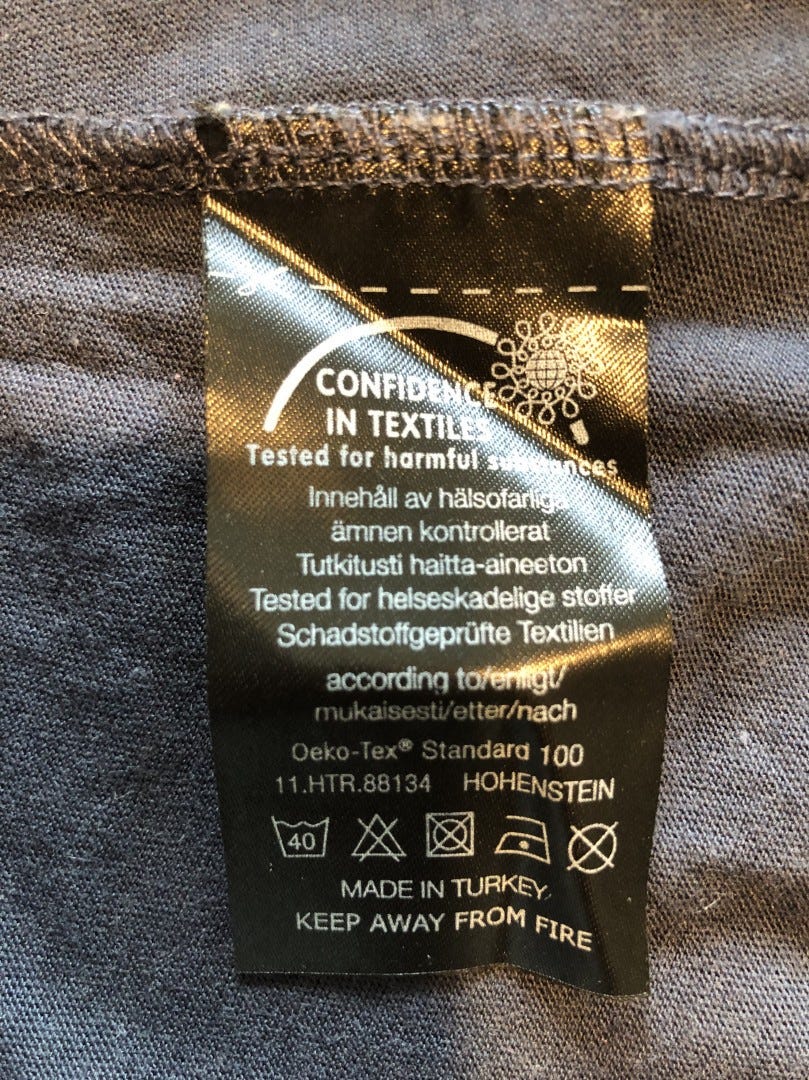 CONFIDENCE
IN TEXTILES
Tested for harmful substances
Innehåll av hälsofarliga
ämnen kontrollerat
Tutkitusti haitta-aineeton
Tested for helseskadelige stoffer
Schadstoffgeprüfte Textilien
according to/enligt/
mukaisesti/etter/nach
Oeko-Tex® Standard 100
11.HTR.88134 HOHENSTEIN
40
MADE IN TURKEY
KEEP AWAY FROM FIRE